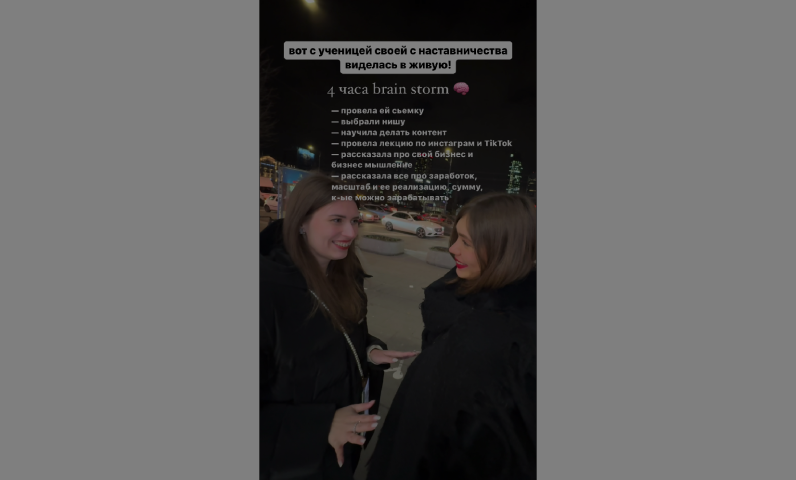 вот с ученицей своей с наставничества
виделась в живую!
4 часа brain storm 🧠
— провела ей сьемку
— выбрали нишу
— научила делать контент
— провела лекцию по инстаграм и TikTok
— рассказала про свой бизнес и
бизнес мышление
— рассказала все про заработок,
масштаб и ее реализацию, сумму,
к-ые можно зарабатывать